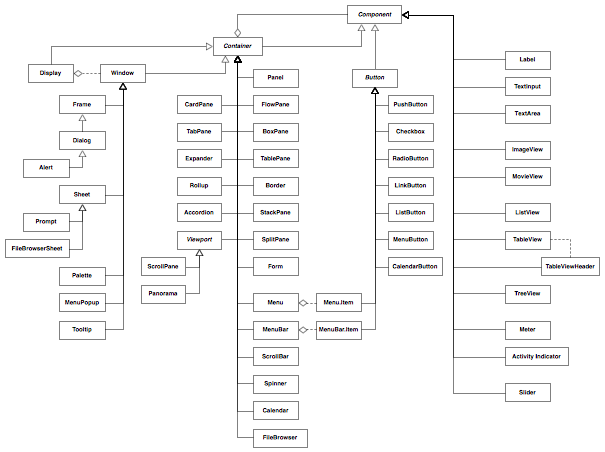 Component
Container
Display
Window
Button
Label
Panel
TextInput
Frame
CardPane
FlowPane
PushButton
TextArea
TabPane
BoxPane
Checkbox
Dialog
ImageView
Expander
TablePane
RadioButton
Alert
MovieView
Rollup
Border
LinkButton
Sheet
Accordion
StackPane
ListButton
ListView
Prompt
Viewport
SplitPane
MenuButton
TableView
FileBrowserSheet
ScrollPane
Form
CalendarButton
TableViewHeader
Palette
Panorama
TreeView
MenuPopup
Menu
Menu.Item
Tooltip
MenuBar
MenuBar.Item
Meter
ScrollBar
Activity Indicator
Spinner
Slider
Calendar
FileBrowser